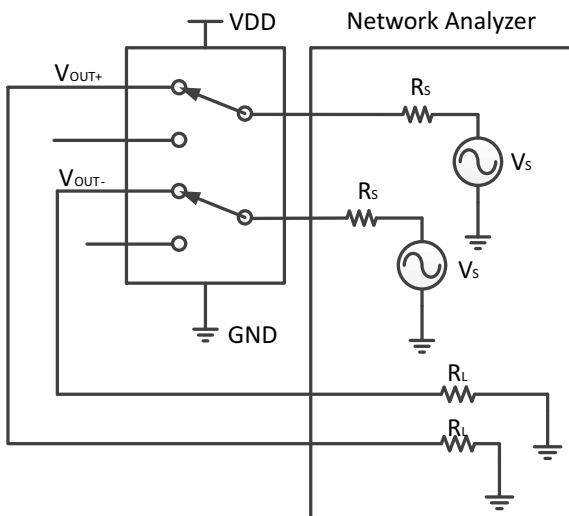 Network Analyzer
VDD
VOUT+
RS
VS
VOUT-
RS
VS
GND
RL
RL